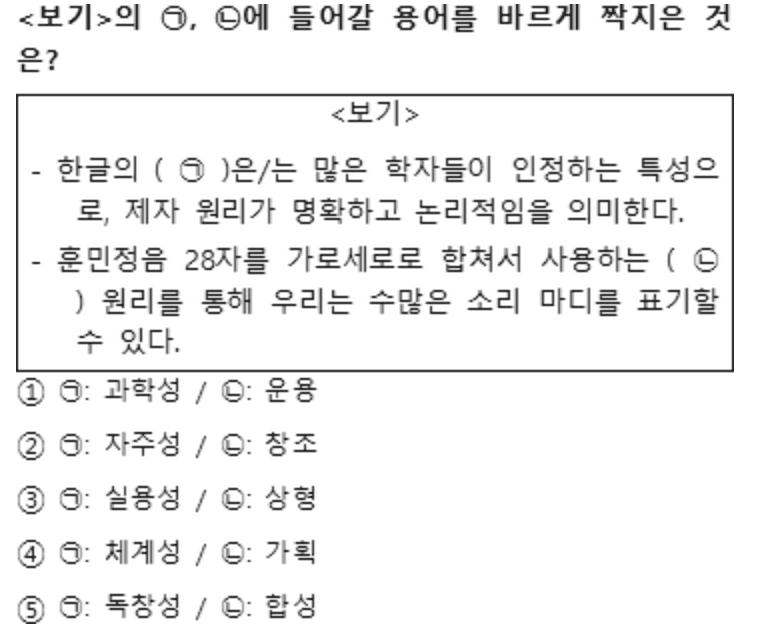 <보기>의 ㉠, ㉡에 들어갈 용어를 바르게 짝지은 것
은?
<보기>
- 한글의 ( ㉠ )은/는 많은 학자들이 인정하는 특성으
로, 제자 원리가 명확하고 논리적임을 의미한다.
- 훈민정음 28자를 가로세로로 합쳐서 사용하는 ( ㉡
) 원리를 통해 우리는 수많은 소리 마디를 표기할
수 있다.
① ㉠: 과학성 / ㉡: 운용
② ㉠: 자주성 / ㉡: 창조
③ ㉠: 실용성 / ㉡: 상형
④ ㉠: 체계성 / ㉡: 가획
⑤ ㉠: 독창성 / ㉡: 합성